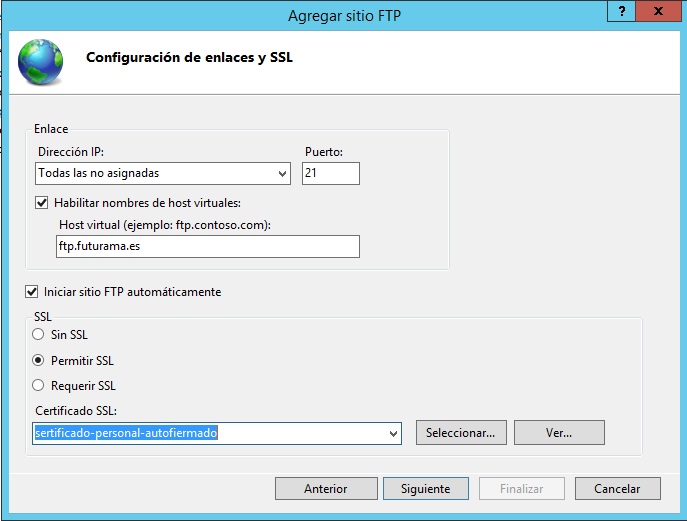 Agregar sitio FTP
? X
Configuración de enlaces y SSL
Enlace
Dirección IP: Puerto:
Todas las no asignadas 21
Habilitar nombres de host virtuales:
Host virtual (ejemplo: ftp.contoso.com):
ftp.futurama.es
Iniciar sitio FTP automáticamente
SSL
Sin SSL
Permitir SSL
Requerir SSL
Certificado SSL:
sertificado-personal-autofiermado Seleccionar... Ver...
Anterior Siguiente Finalizar Cancelar